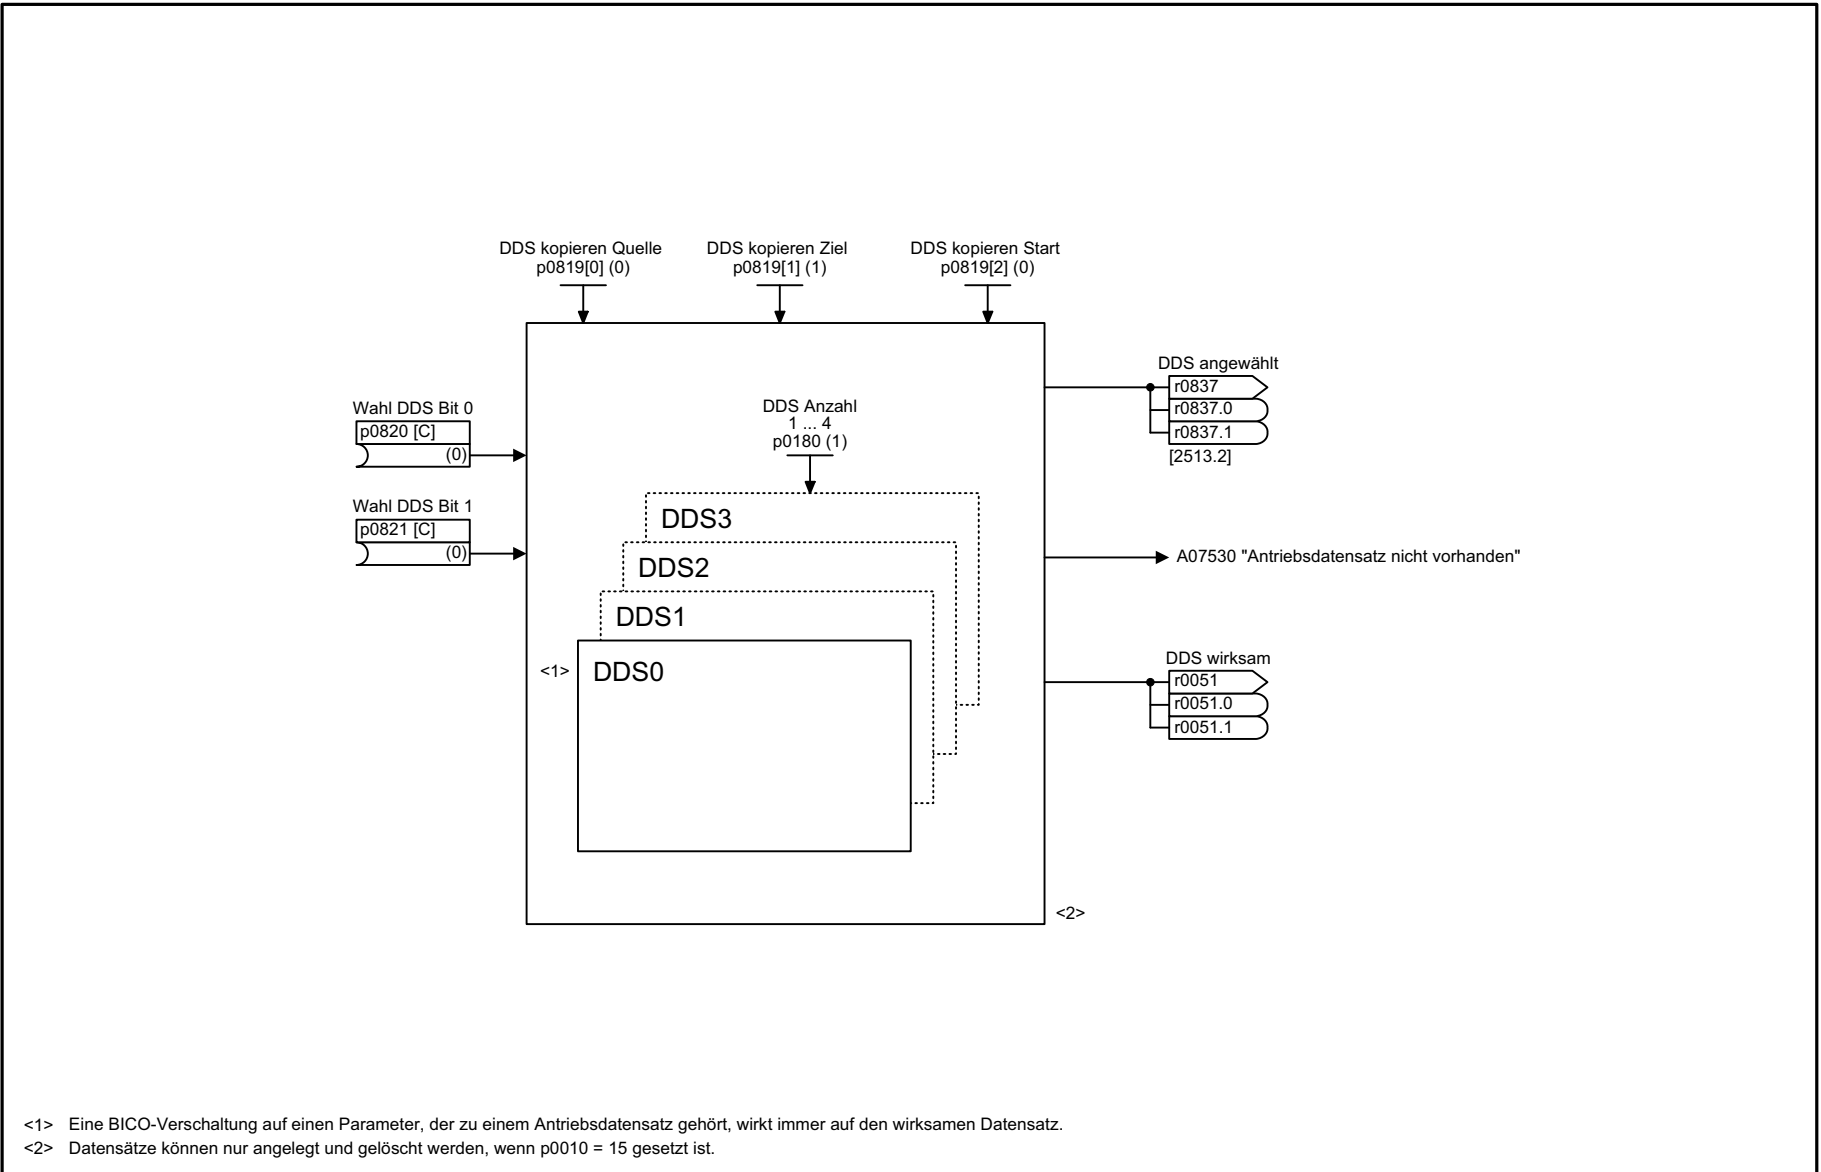 DDS kopieren Quelle
p0819[0] (0)
DDS kopieren Ziel
p0819[1] (1)
DDS kopieren Start
p0819[2] (0)
DDS angewählt
r0837
r0837.0
r0837.1
[2513.2]
Wahl DDS Bit 0
p0820 [C]
(0)
DDS Anzahl
1 ... 4
p0180 (1)
Wahl DDS Bit 1
p0821 [C]
(0)
DDS3
DDS2
DDS1
<1> DDS0
A07530 "Antriebsdatensatz nicht vorhanden"
DDS wirksam
r0051
r0051.0
r0051.1
<2>
<1> Eine BICO-Verschaltung auf einen Parameter, der zu einem Antriebsdatensatz gehört, wirkt immer auf den wirksamen Datensatz.
<2> Datensätze können nur angelegt und gelöscht werden, wenn p0010 = 15 gesetzt ist.